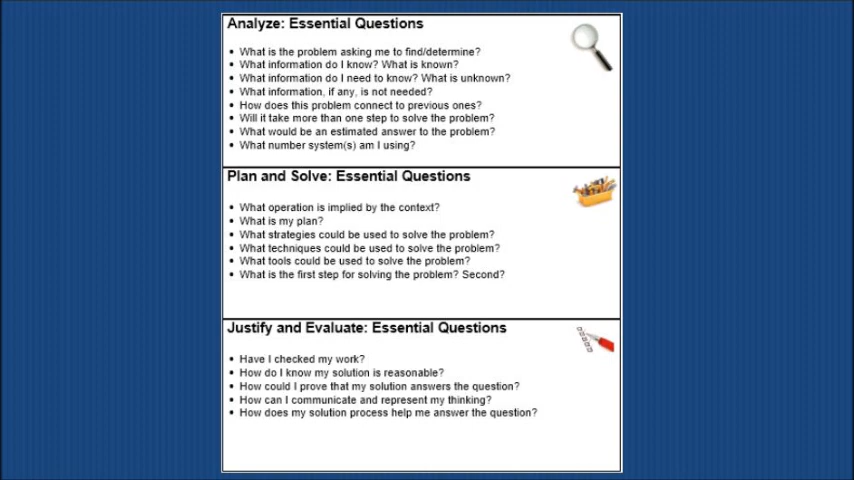 Analyze: Essential Questions
• What is the problem asking me to find/determine?
• What information do I know? What is known?
• What information do I need to know? What is unknown?
• What information, if any, is not needed?
• How does this problem connect to previous ones?
• Will it take more than one step to solve the problem?
• What would be an estimated answer to the problem?
• What number system(s) am I using?
Plan and Solve: Essential Questions
• What operation is implied by the context?
• What is my plan?
• What strategies could be used to solve the problem?
• What techniques could be used to solve the problem?
• What tools could be used to solve the problem?
• What is the first step for solving the problem? Second?
Justify and Evaluate: Essential Questions
• Have I checked my work?
• How do I know my solution is reasonable?
• How could I prove that my solution answers the question?
• How can I communicate and represent my thinking?
• How does my solution process help me answer the question?